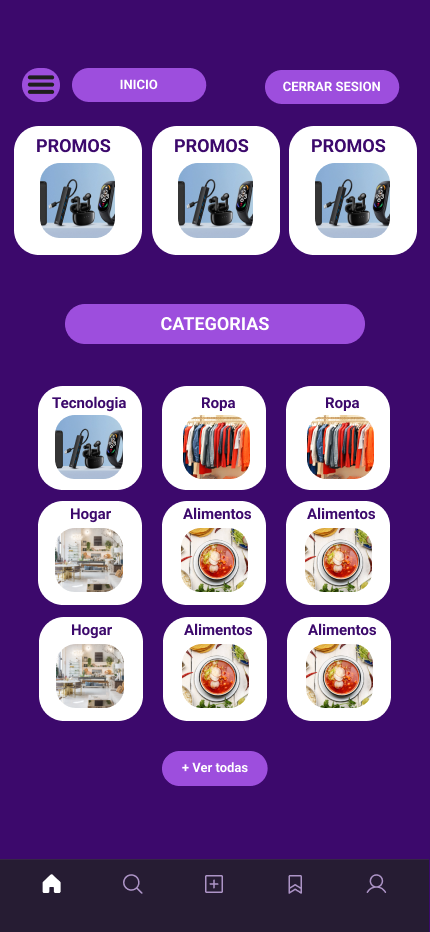 INICIO
CERRAR SESION
PROMOS PROMOS PROMOS
CATEGORIAS
Tecnologia Ropa Ropa
Hogar Alimentos Alimentos
Hogar Alimentos Alimentos
+ Ver todas